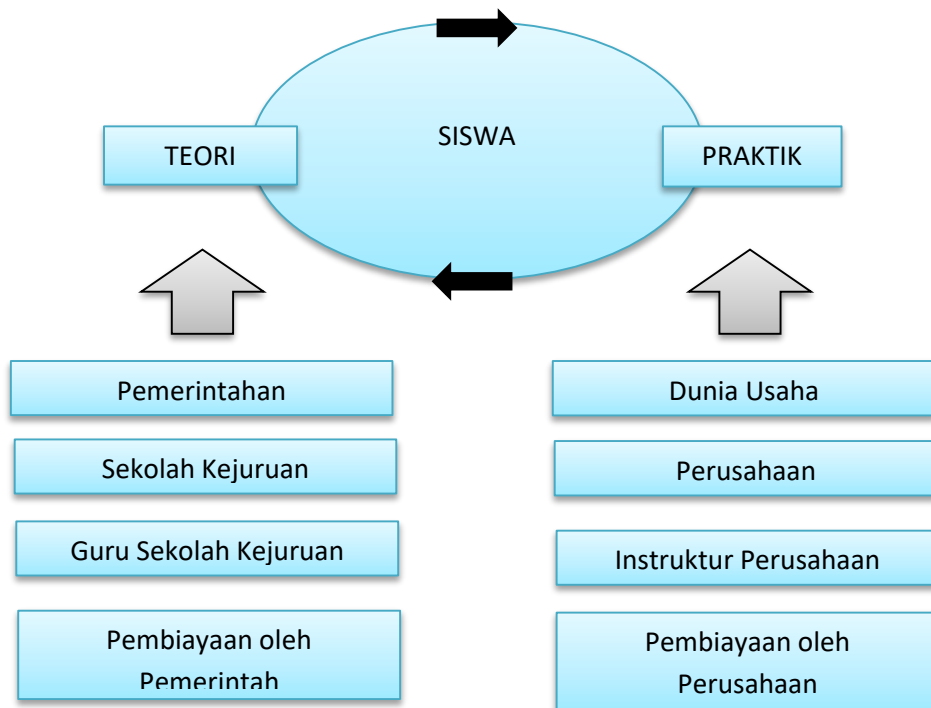 SISWA
TEORI
PRAKTIK
Pemerintahan
Sekolah Kejuruan
Guru Sekolah Kejuruan
Pembiayaan oleh
Pemerintah
Dunia Usaha
Perusahaan
Instruktur Perusahaan
Pembiayaan oleh
Perusahaan